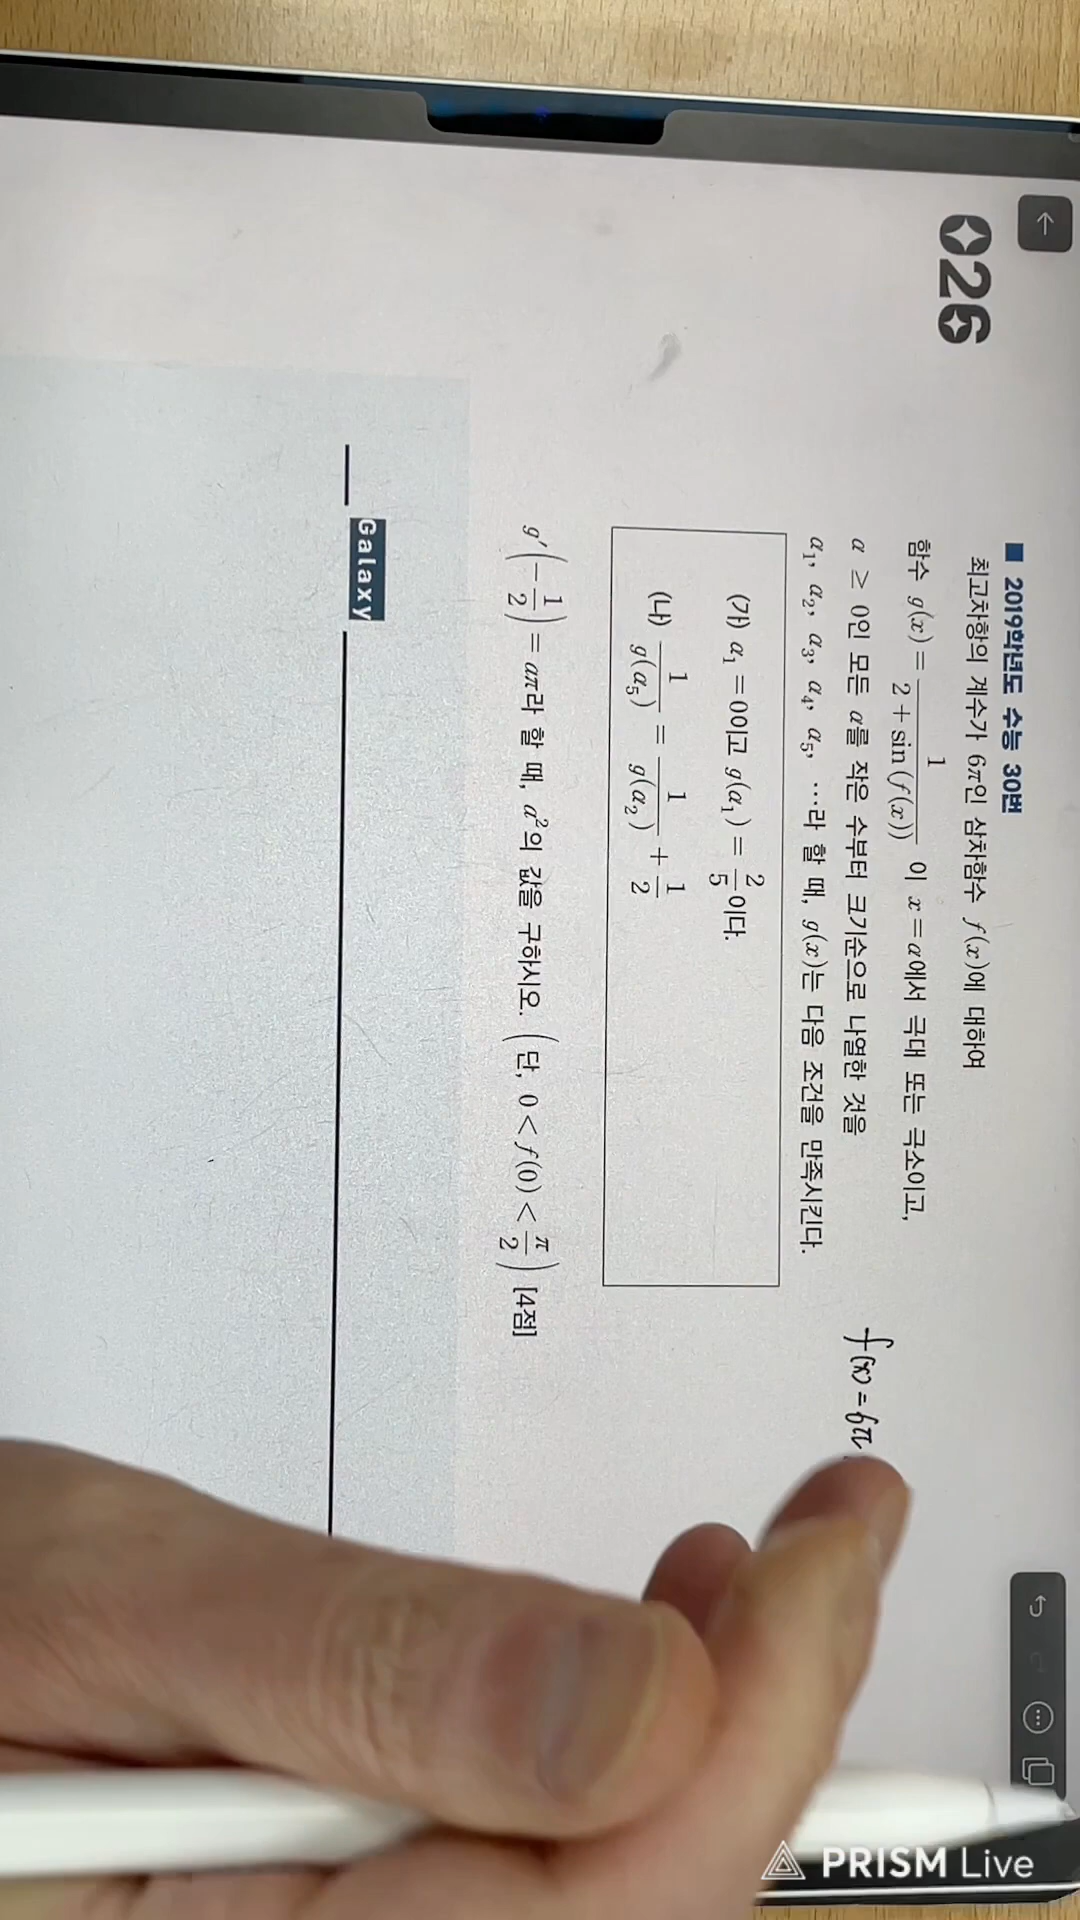 026
■ 2019학년도 수능 30번
최고차항의 계수가 6π인 삼차함수 f(x)에 대하여
함수 g(x) = 1/(2 + sin(f(x))) 이 x = α에서 극대 또는 극소이고,
α ≥ 0인 모든 α를 작은 수부터 크기순으로 나열한 것을
α₁, α₂, α₃, α₄, α₅, ⋯라 할 때, g(x)는 다음 조건을 만족시킨다.
(가) α₁ = 0이고 g(α₁) = 2/5이다.
(나) 1/g(α₅) = 1/g(α₂) + 1/2
g′(−1/2) = aπ라 할 때, a²의 값을 구하시오. (단, 0 < f(0) < π/2) [4점]
f(x) = 6π
Galaxy
PRISM Live